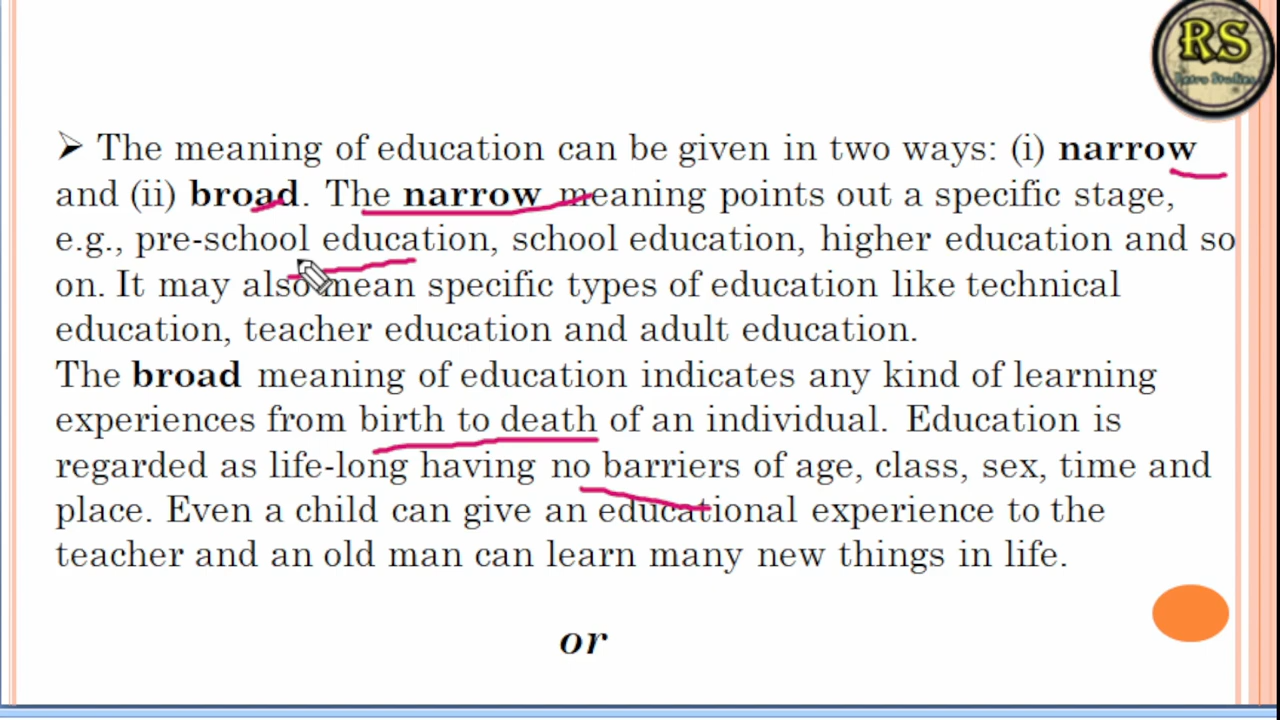 RS
Retro Studies
➤ The meaning of education can be given in two ways: (i) narrow
and (ii) broad. The narrow meaning points out a specific stage,
e.g., pre-school education, school education, higher education and so
on. It may also mean specific types of education like technical
education, teacher education and adult education.
The broad meaning of education indicates any kind of learning
experiences from birth to death of an individual. Education is
regarded as life-long having no barriers of age, class, sex, time and
place. Even a child can give an educational experience to the
teacher and an old man can learn many new things in life.
or